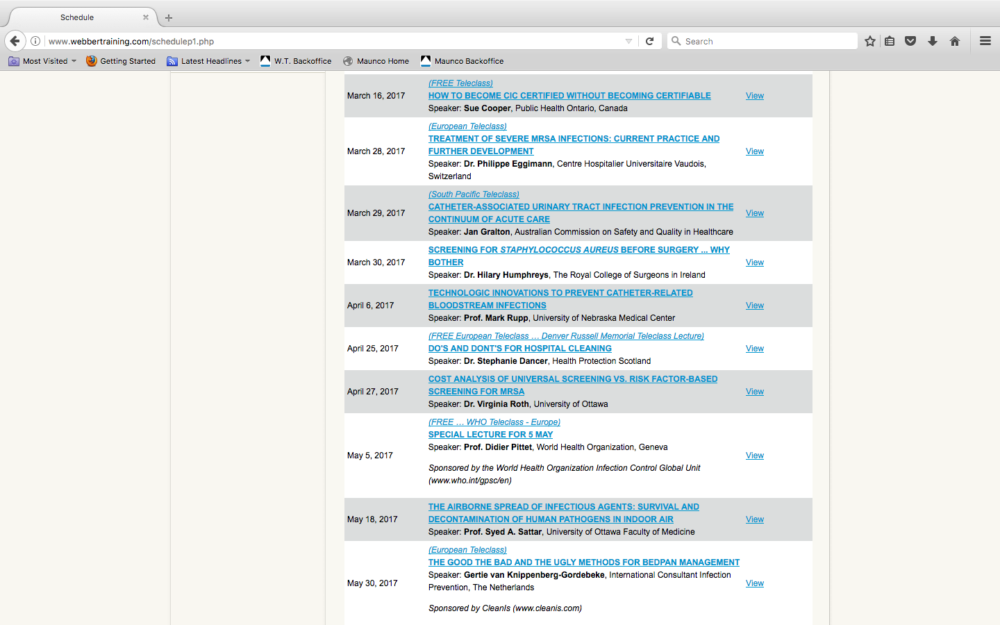 Schedule
www.webbertraining.com/schedulep1.php
Search
Most Visited
Getting Started
Latest Headlines
W.T. Backoffice
Maunco Home
Maunco Backoffice
March 16, 2017
(FREE Teleclass)
HOW TO BECOME CIC CERTIFIED WITHOUT BECOMING CERTIFIABLE
Speaker: Sue Cooper, Public Health Ontario, Canada
View
March 28, 2017
(European Teleclass)
TREATMENT OF SEVERE MRSA INFECTIONS: CURRENT PRACTICE AND
FURTHER DEVELOPMENT
Speaker: Dr. Philippe Eggimann, Centre Hospitalier Universitaire Vaudois,
Switzerland
View
March 29, 2017
(South Pacific Teleclass)
CATHETER-ASSOCIATED URINARY TRACT INFECTION PREVENTION IN THE
CONTINUUM OF ACUTE CARE
Speaker: Jan Gralton, Australian Commission on Safety and Quality in Healthcare
View
March 30, 2017
SCREENING FOR STAPHYLOCOCCUS AUREUS BEFORE SURGERY ... WHY
BOTHER
Speaker: Dr. Hilary Humphreys, The Royal College of Surgeons in Ireland
View
April 6, 2017
TECHNOLOGIC INNOVATIONS TO PREVENT CATHETER-RELATED
BLOODSTREAM INFECTIONS
Speaker: Prof. Mark Rupp, University of Nebraska Medical Center
View
April 25, 2017
(FREE European Teleclass ... Denver Russell Memorial Teleclass Lecture)
DO'S AND DONT'S FOR HOSPITAL CLEANING
Speaker: Dr. Stephanie Dancer, Health Protection Scotland
View
April 27, 2017
COST ANALYSIS OF UNIVERSAL SCREENING VS. RISK FACTOR-BASED
SCREENING FOR MRSA
Speaker: Dr. Virginia Roth, University of Ottawa
View
May 5, 2017
(FREE ... WHO Teleclass - Europe)
SPECIAL LECTURE FOR 5 MAY
Speaker: Prof. Didier Pittet, World Health Organization, Geneva
Sponsored by the World Health Organization Infection Control Global Unit
(www.who.int/gpsc/en)
View
May 18, 2017
THE AIRBORNE SPREAD OF INFECTIOUS AGENTS: SURVIVAL AND
DECONTAMINATION OF HUMAN PATHOGENS IN INDOOR AIR
Speaker: Prof. Syed A. Sattar, University of Ottawa Faculty of Medicine
View
May 30, 2017
(European Teleclass)
THE GOOD THE BAD AND THE UGLY METHODS FOR BEDPAN MANAGEMENT
Speaker: Gertie van Knippenberg-Gordebeke, International Consultant Infection
Prevention, The Netherlands
Sponsored by CleanIs (www.cleanis.com)
View